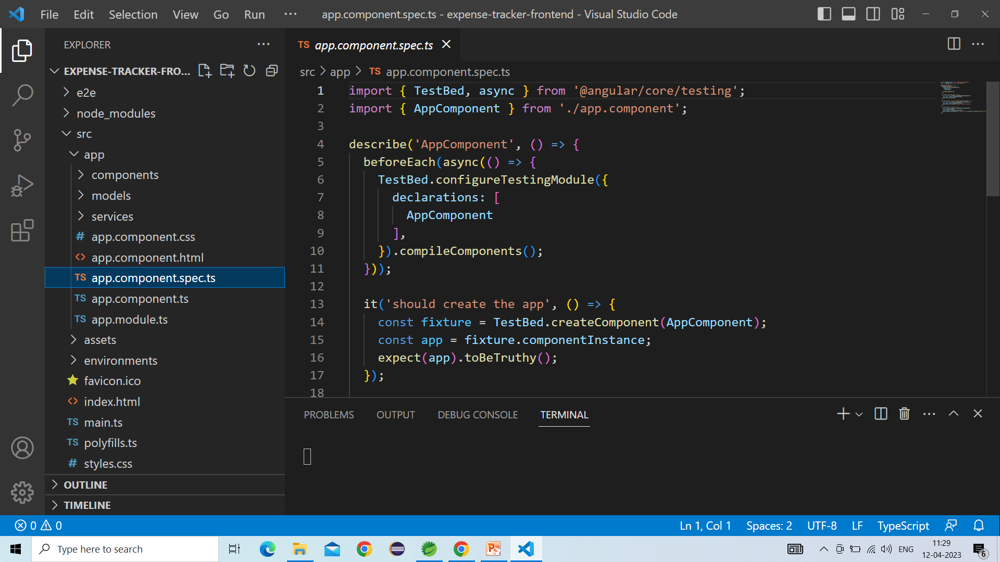 File Edit Selection View Go Run ··· app.component.spec.ts - expense-tracker-frontend - Visual Studio Code
EXPLORER
EXPENSE-TRACKER-FRO...
e2e
node_modules
src
app
components
models
services
# app.component.css
<> app.component.html
TS app.component.spec.ts
TS app.component.ts
TS app.module.ts
assets
environments
favicon.ico
<> index.html
TS main.ts
TS polyfills.ts
# styles.css
OUTLINE
TIMELINE
TS app.component.spec.ts
src > app > TS app.component.spec.ts
1 import { TestBed, async } from '@angular/core/testing';
2 import { AppComponent } from './app.component';
3
4 describe('AppComponent', () => {
5 beforeEach(async(() => {
6 TestBed.configureTestingModule({
7 declarations: [
8 AppComponent
9 ],
10 }).compileComponents();
11 }));
12
13 it('should create the app', () => {
14 const fixture = TestBed.createComponent(AppComponent);
15 const app = fixture.componentInstance;
16 expect(app).toBeTruthy();
17 });
18
PROBLEMS OUTPUT DEBUG CONSOLE TERMINAL
0 0 Ln 1, Col 1 Spaces: 2 UTF-8 LF TypeScript
Type here to search
ENG
11:29
12-04-2023
6